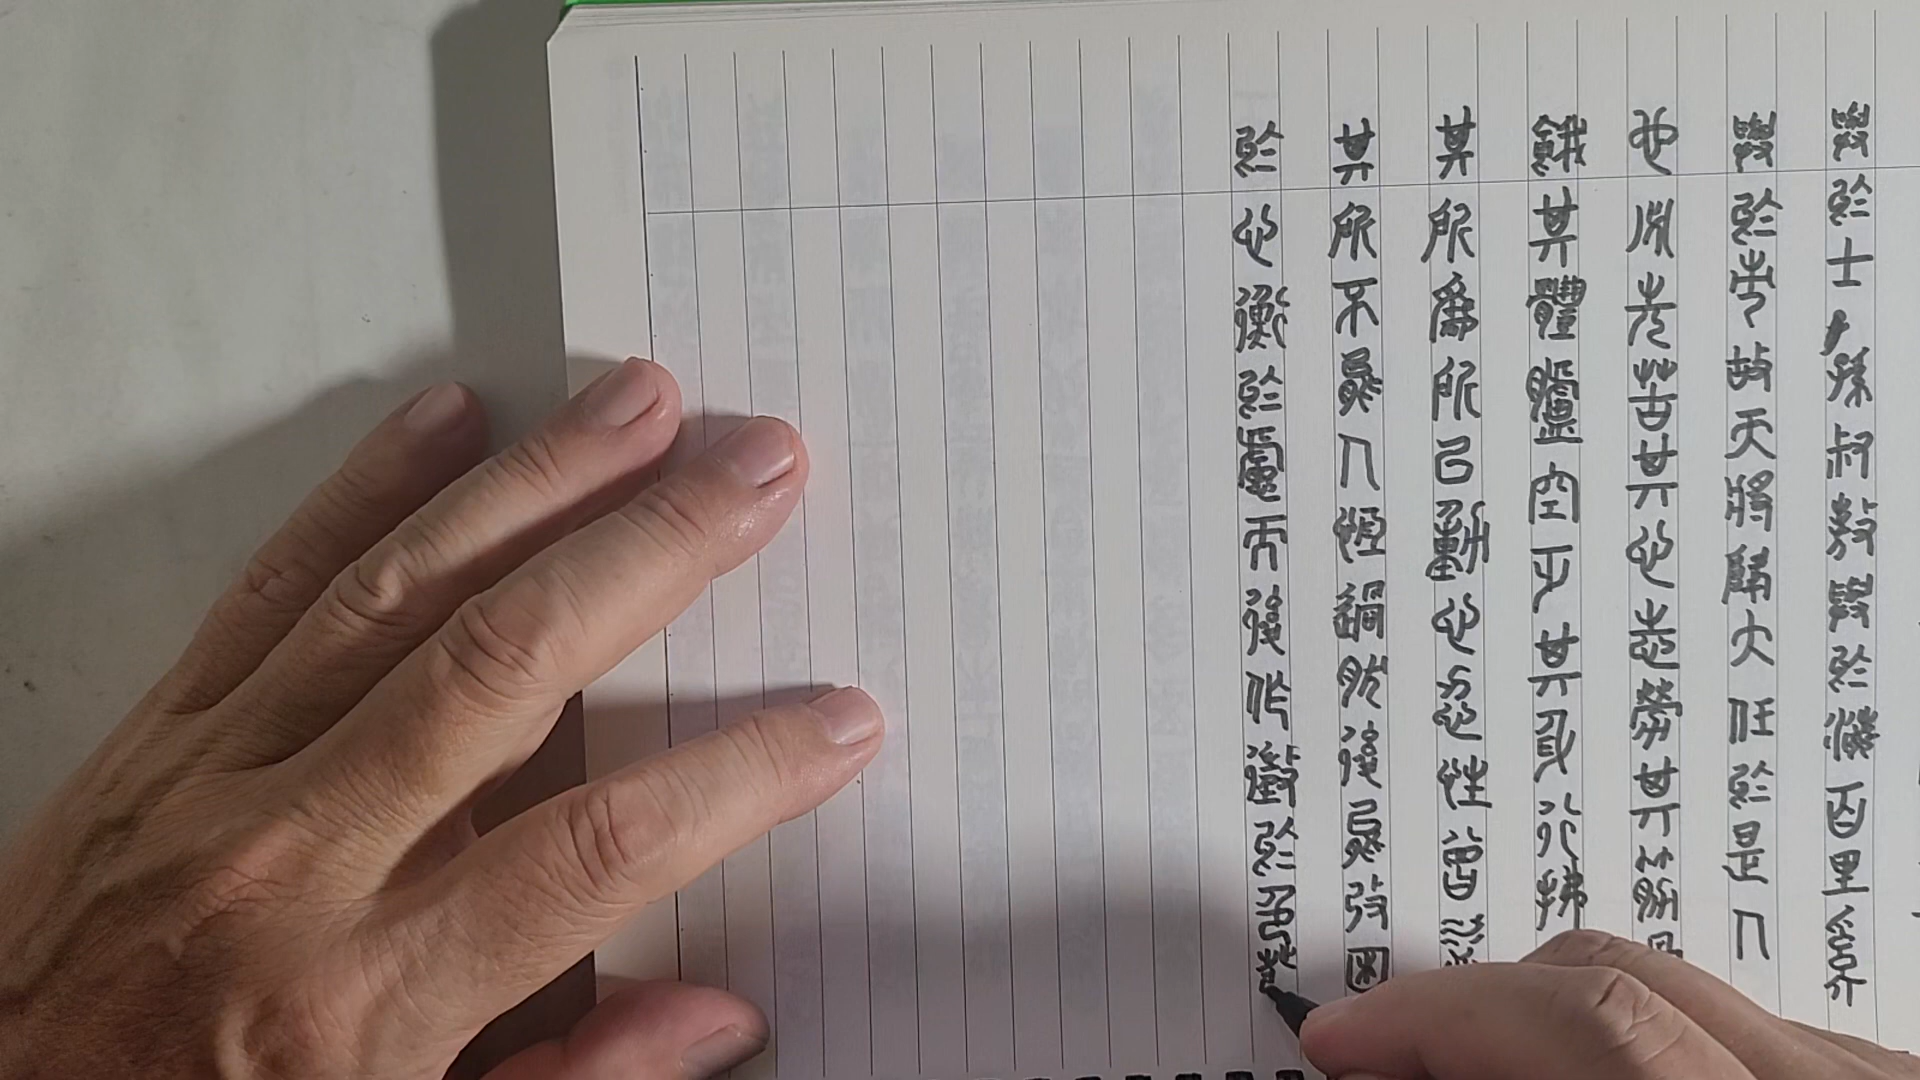 舉於士孫叔敖舉於海百里奚
舉於市故天將降大任於是人
也必先苦其心志勞其筋骨
餓其體膚空乏其身行拂
其所爲所以動心忍性曾益
其所不能人恆過然後能改困
於心衡於慮而後作徵於色